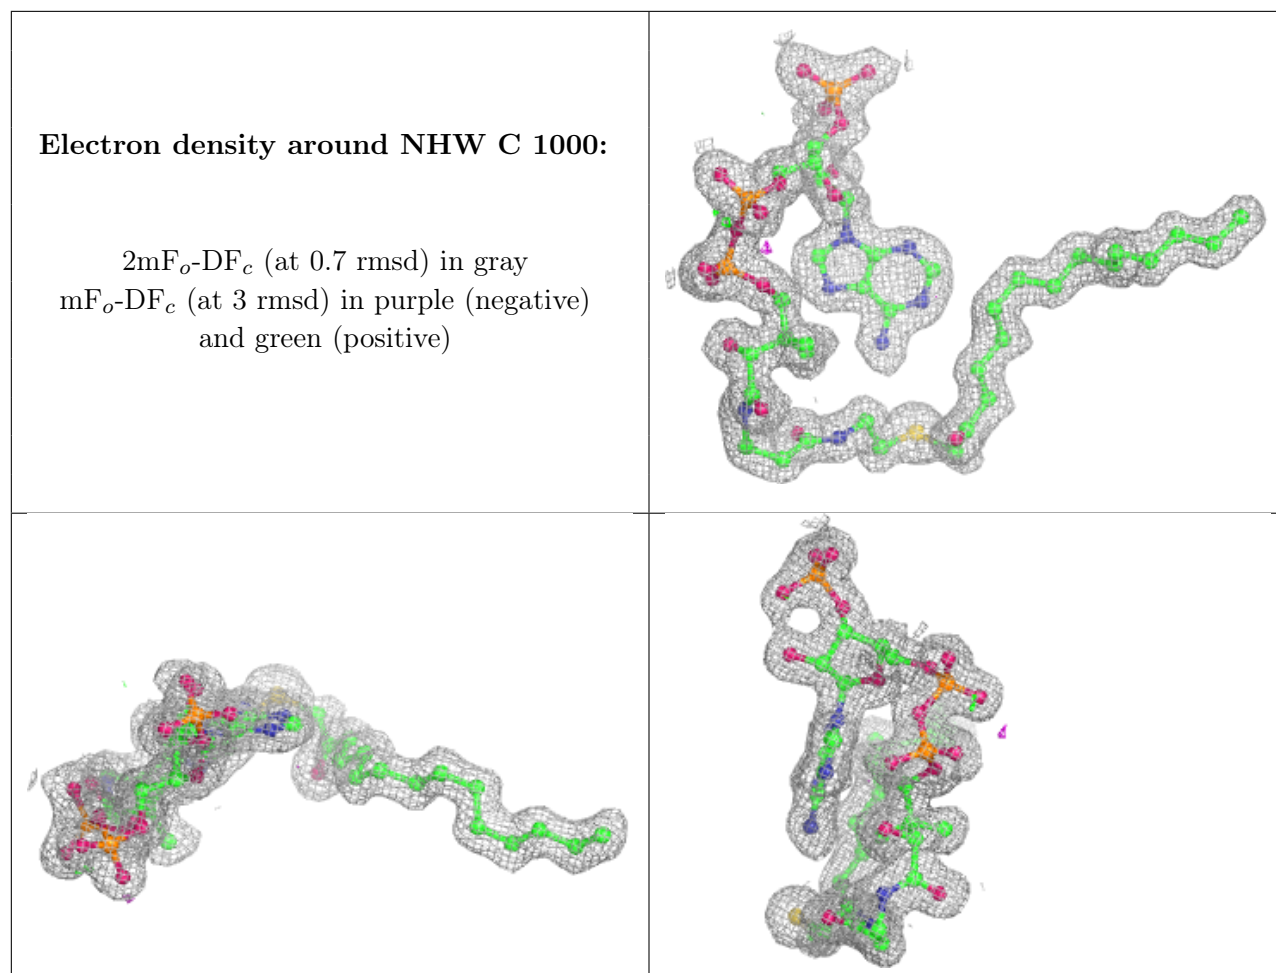 Electron density around NHW C 1000:
2mFo-DFc (at 0.7 rmsd) in gray
mFo-DFc (at 3 rmsd) in purple (negative)
and green (positive)